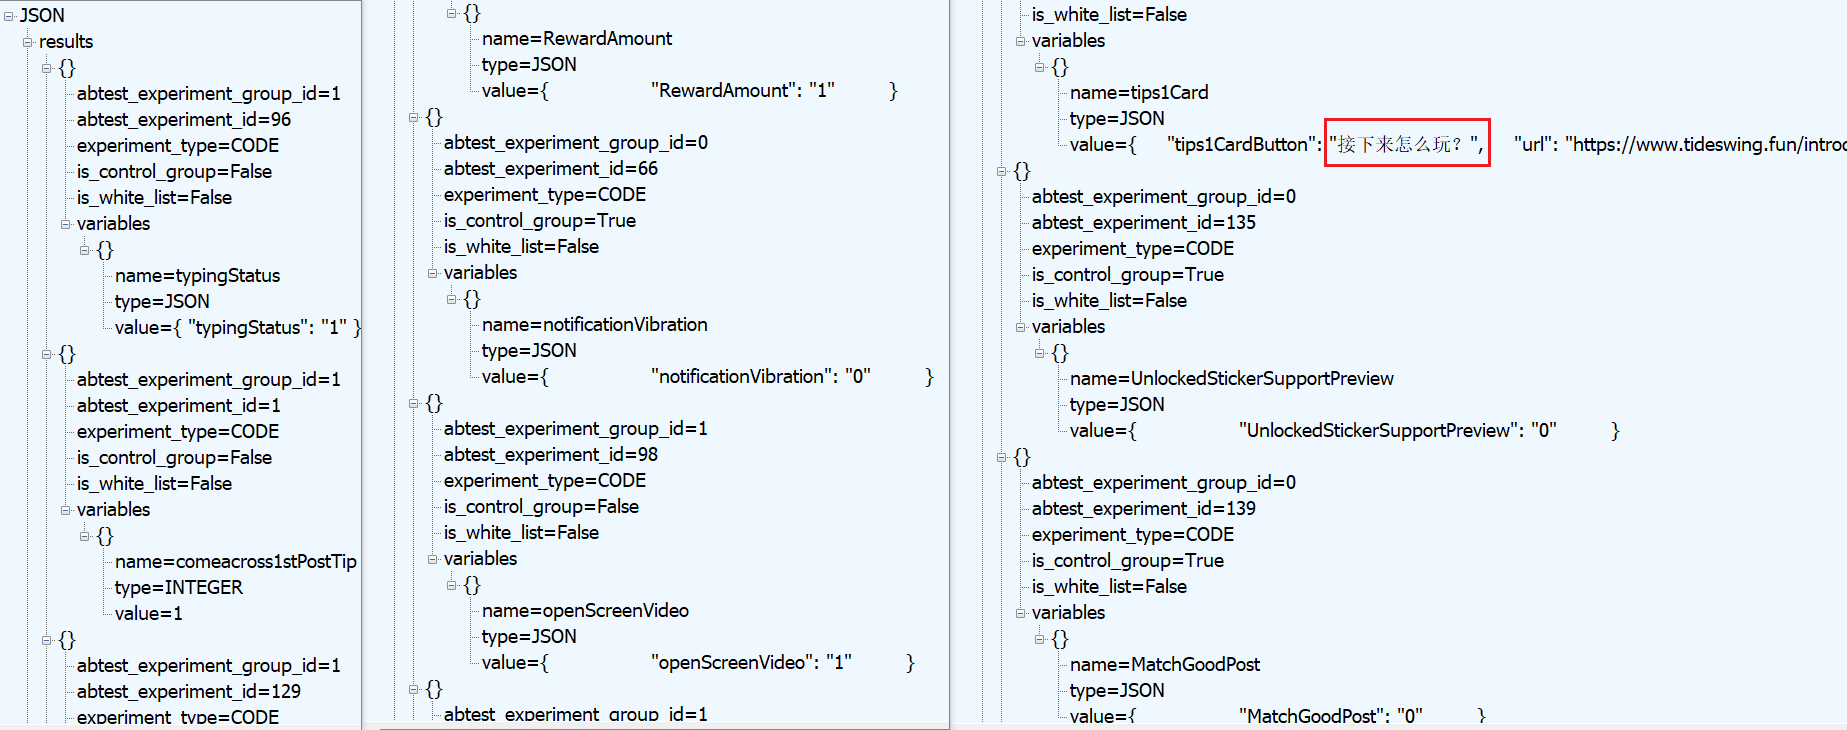 JSON
results
{}
abtest_experiment_group_id=1
abtest_experiment_id=96
experiment_type=CODE
is_control_group=False
is_white_list=False
variables
{}
name=typingStatus
type=JSON
value={ "typingStatus": "1" }
{}
abtest_experiment_group_id=1
abtest_experiment_id=1
experiment_type=CODE
is_control_group=False
is_white_list=False
variables
{}
name=comeacross1stPostTip
type=INTEGER
value=1
{}
abtest_experiment_group_id=1
abtest_experiment_id=129
experiment_type=CODE
{}
name=RewardAmount
type=JSON
value={ "RewardAmount": "1" }
{}
abtest_experiment_group_id=0
abtest_experiment_id=66
experiment_type=CODE
is_control_group=True
is_white_list=False
variables
{}
name=notificationVibration
type=JSON
value={ "notificationVibration": "0" }
{}
abtest_experiment_group_id=1
abtest_experiment_id=98
experiment_type=CODE
is_control_group=False
is_white_list=False
variables
{}
name=openScreenVideo
type=JSON
value={ "openScreenVideo": "1" }
{}
abtest_experiment_group_id=1
is_white_list=False
variables
{}
name=tips1Card
type=JSON
value={ "tips1CardButton": "接下来怎么玩？", "url": "https://www.tideswing.fun/introd
{}
abtest_experiment_group_id=0
abtest_experiment_id=135
experiment_type=CODE
is_control_group=True
is_white_list=False
variables
{}
name=UnlockedStickerSupportPreview
type=JSON
value={ "UnlockedStickerSupportPreview": "0" }
{}
abtest_experiment_group_id=0
abtest_experiment_id=139
experiment_type=CODE
is_control_group=True
is_white_list=False
variables
{}
name=MatchGoodPost
type=JSON
value={ "MatchGoodPost": "0" }